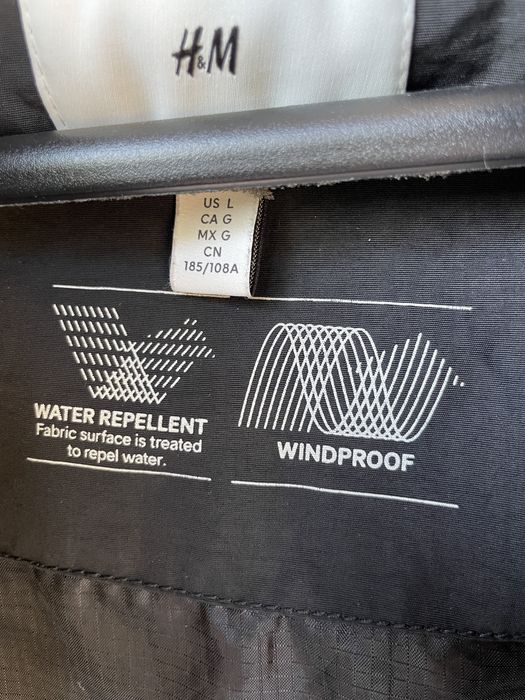 H&M
US L
CA G
MX G
CN
185/108A
WATER REPELLENT
Fabric surface is treated
to repel water.
WINDPROOF